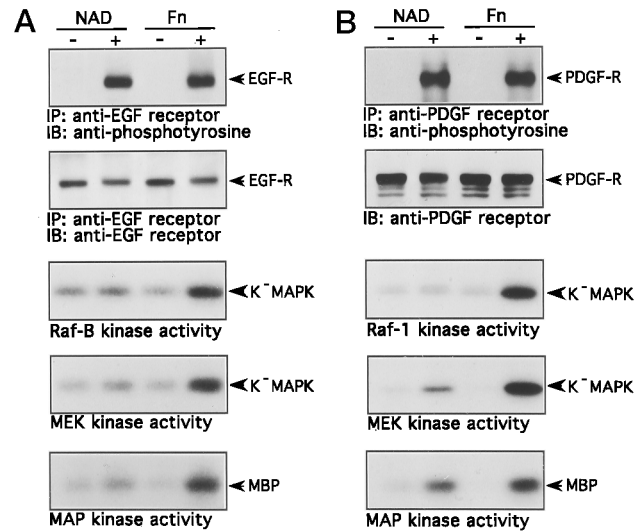 A
NAD Fn
- + - +
EGF-R
IP: anti-EGF receptor
IB: anti-phosphotyrosine
EGF-R
IP: anti-EGF receptor
IB: anti-EGF receptor
K⁻MAPK
Raf-B kinase activity
K⁻MAPK
MEK kinase activity
MBP
MAP kinase activity
B
NAD Fn
- + - +
PDGF-R
IP: anti-PDGF receptor
IB: anti-phosphotyrosine
PDGF-R
IB: anti-PDGF receptor
K⁻MAPK
Raf-1 kinase activity
K⁻MAPK
MEK kinase activity
MBP
MAP kinase activity